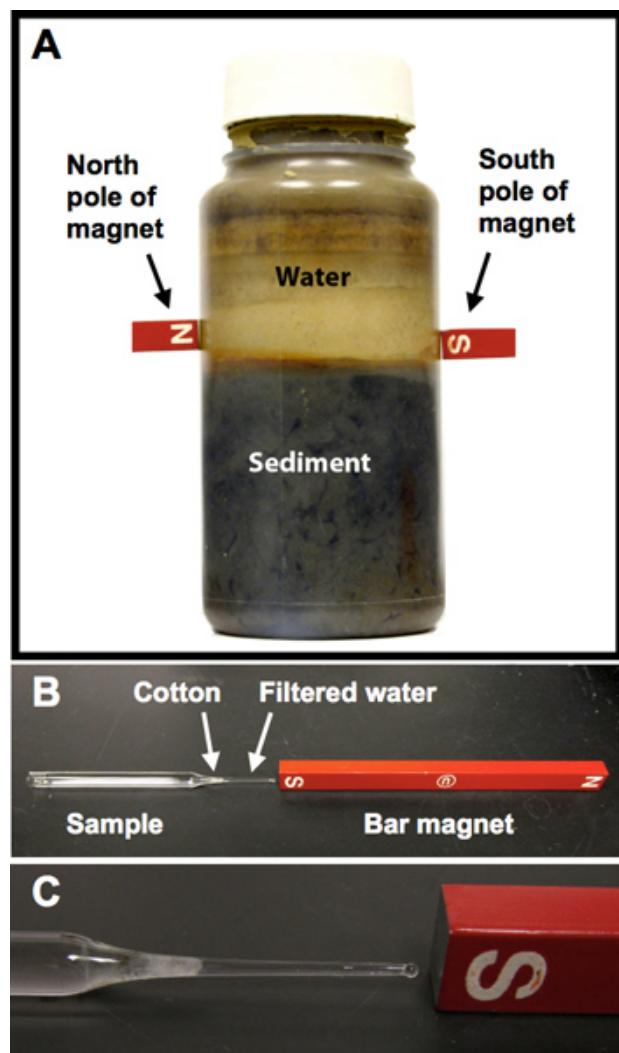 A
North
pole of
magnet
South
pole of
magnet
Water
N
S
Sediment
B
Cotton
Filtered water
S
N
Sample
Bar magnet
C
S